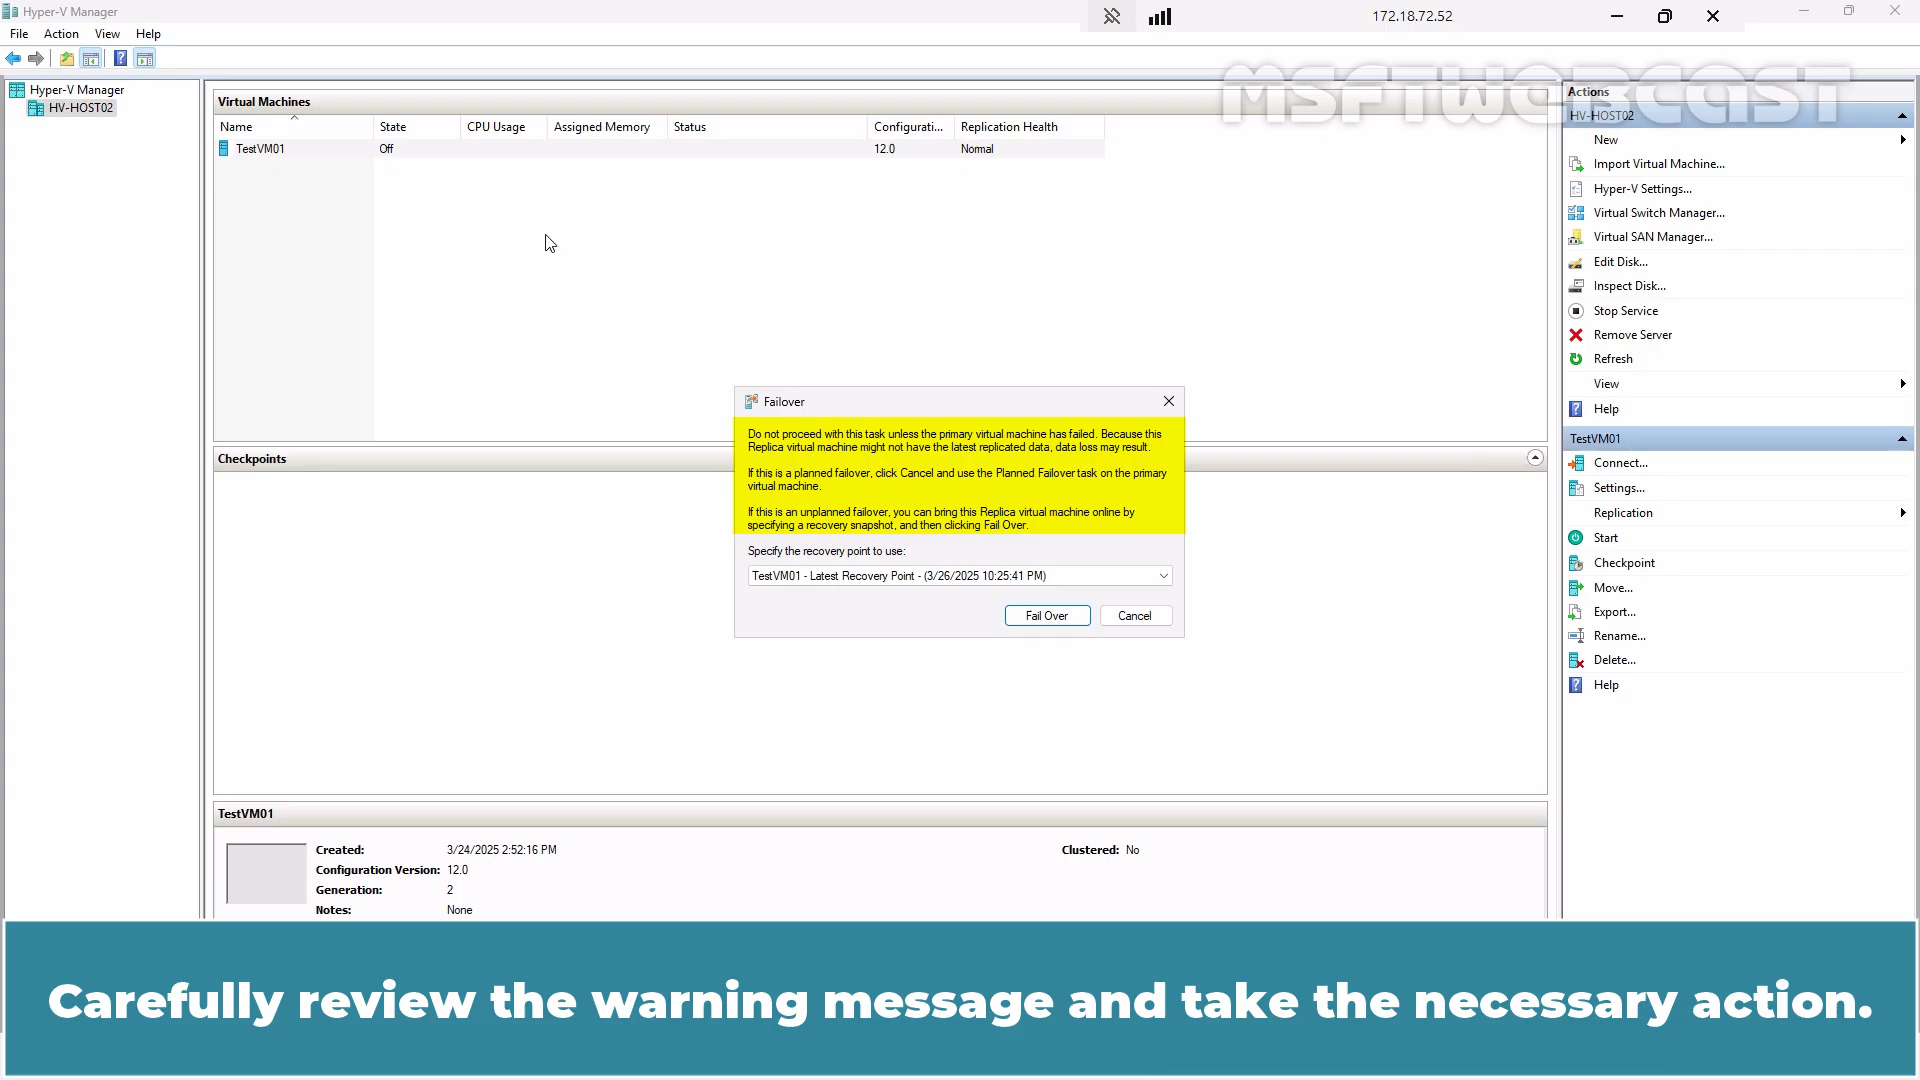 Hyper-V Manager
172.18.72.52
File Action View Help
MSFTWEBCAST
Hyper-V Manager
HV-HOST02
Virtual Machines
Name State CPU Usage Assigned Memory Status Configurati... Replication Health
TestVM01 Off 12.0 Normal
Checkpoints
Failover
Do not proceed with this task unless the primary virtual machine has failed. Because this
Replica virtual machine might not have the latest replicated data, data loss may result.
If this is a planned failover, click Cancel and use the Planned Failover task on the primary
virtual machine.
If this is an unplanned failover, you can bring this Replica virtual machine online by
specifying a recovery snapshot, and then clicking Fail Over.
Specify the recovery point to use:
TestVM01 - Latest Recovery Point - (3/26/2025 10:25:41 PM)
Fail Over Cancel
TestVM01
Created: 3/24/2025 2:52:16 PM Clustered: No
Configuration Version: 12.0
Generation: 2
Notes: None
Actions
HV-HOST02
New
Import Virtual Machine...
Hyper-V Settings...
Virtual Switch Manager...
Virtual SAN Manager...
Edit Disk...
Inspect Disk...
Stop Service
Remove Server
Refresh
View
Help
TestVM01
Connect...
Settings...
Replication
Start
Checkpoint
Move...
Export...
Rename...
Delete...
Help
Carefully review the warning message and take the necessary action.